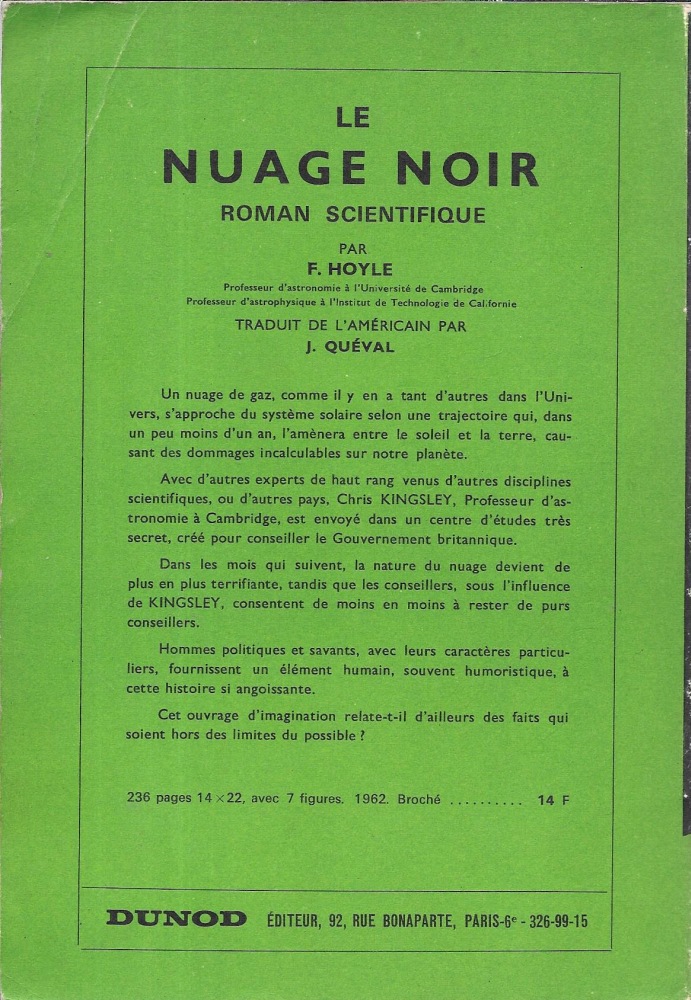 LE
NUAGE NOIR
ROMAN SCIENTIFIQUE
PAR
F. HOYLE
Professeur d'astronomie à l'Université de Cambridge
Professeur d'astrophysique à l'Institut de Technologie de Californie
TRADUIT DE L'AMÉRICAIN PAR
J. QUÉVAL
Un nuage de gaz, comme il y en a tant d'autres dans l'Uni-
vers, s'approche du système solaire selon une trajectoire qui, dans
un peu moins d'un an, l'amènera entre le soleil et la terre, cau-
sant des dommages incalculables sur notre planète.
Avec d'autres experts de haut rang venus d'autres disciplines
scientifiques, ou d'autres pays, Chris KINGSLEY, Professeur d'as-
tronomie à Cambridge, est envoyé dans un centre d'études très
secret, créé pour conseiller le Gouvernement britannique.
Dans les mois qui suivent, la nature du nuage devient de
plus en plus terrifiante, tandis que les conseillers, sous l'influence
de KINGSLEY, consentent de moins en moins à rester de purs
conseillers.
Hommes politiques et savants, avec leurs caractères particu-
liers, fournissent un élément humain, souvent humoristique, à
cette histoire si angoissante.
Cet ouvrage d'imagination relate-t-il d'ailleurs des faits qui
soient hors des limites du possible ?
236 pages 14 × 22, avec 7 figures. 1962. Broché .......... 14 F
DUNOD ÉDITEUR, 92, RUE BONAPARTE, PARIS-6e - 326-99-15